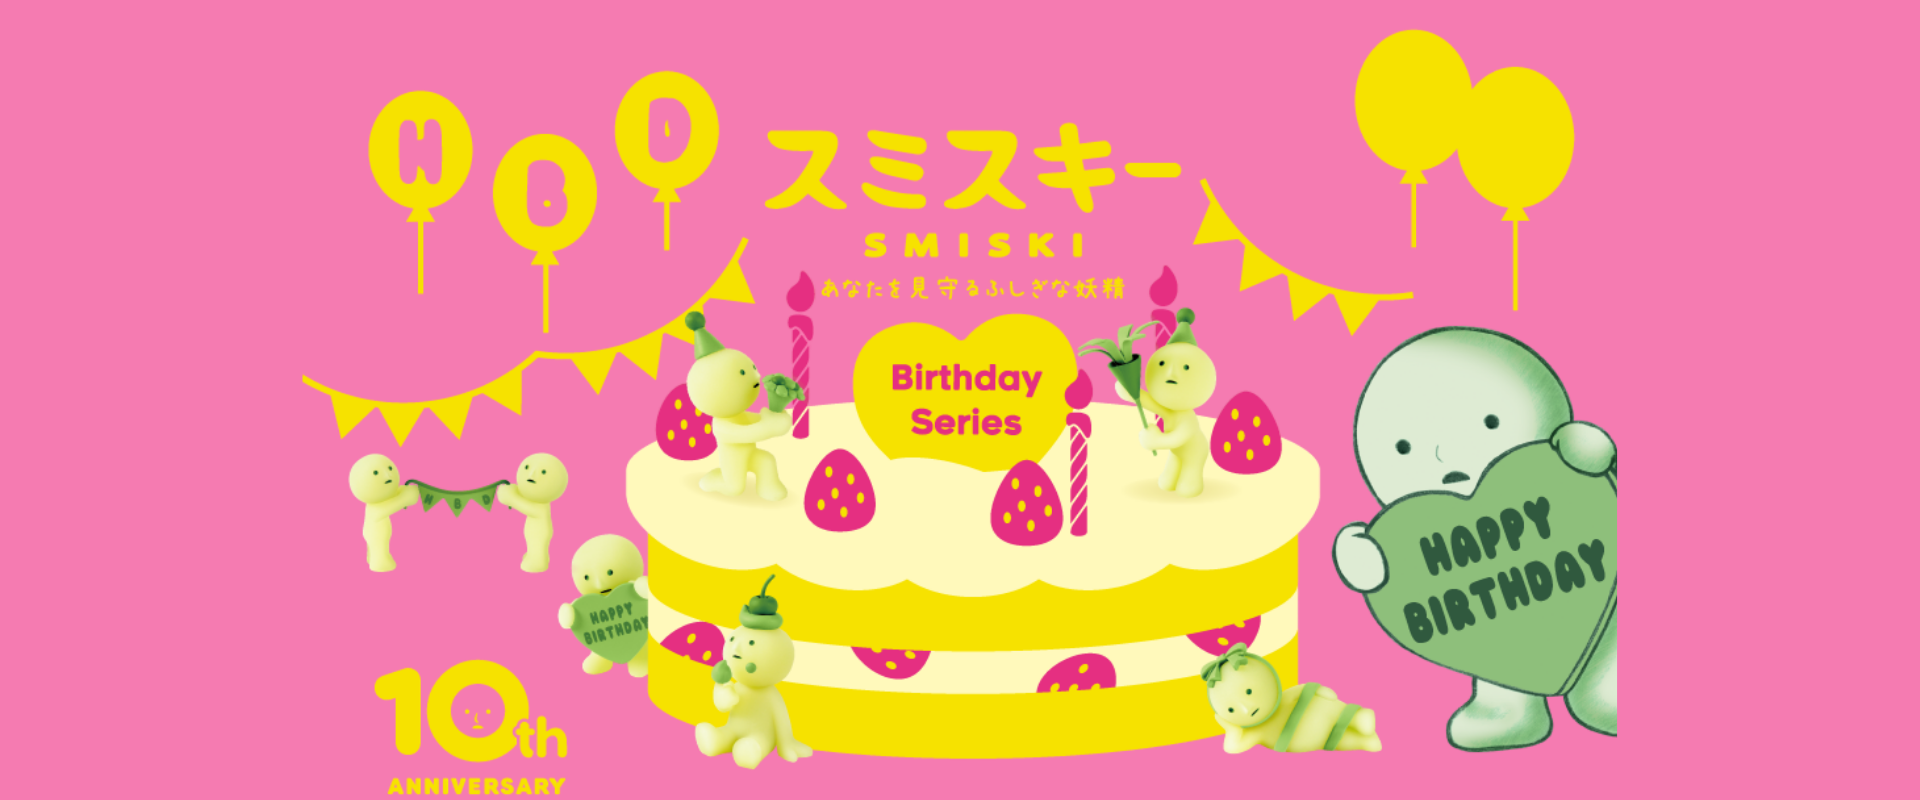 H
B
D
スミスキー
SMISKI
あなたを見守るふしぎな妖精
Birthday
Series
H B D
HAPPY
BIRTHDAY
HAPPY
BIRTHDAY
10th
ANNIVERSARY